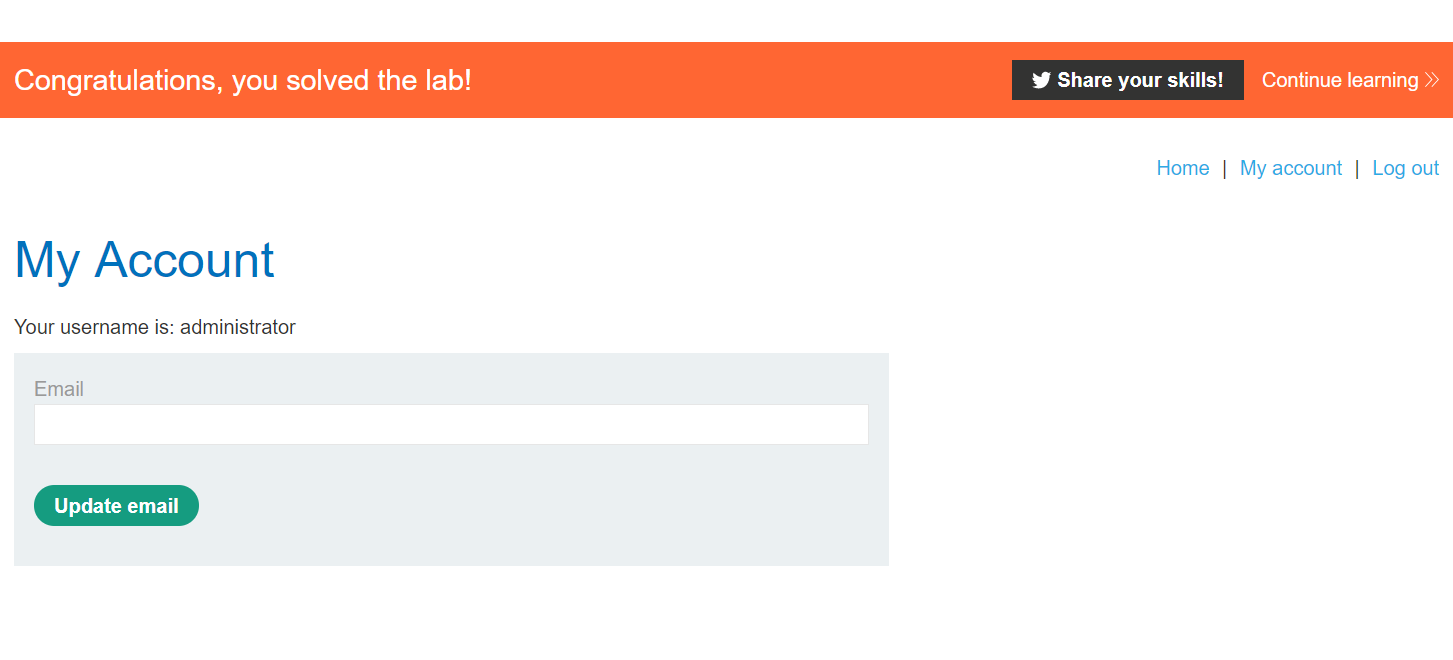 Congratulations, you solved the lab!
Share your skills!
Continue learning
Home | My account | Log out
My Account
Your username is: administrator
Email
Update email